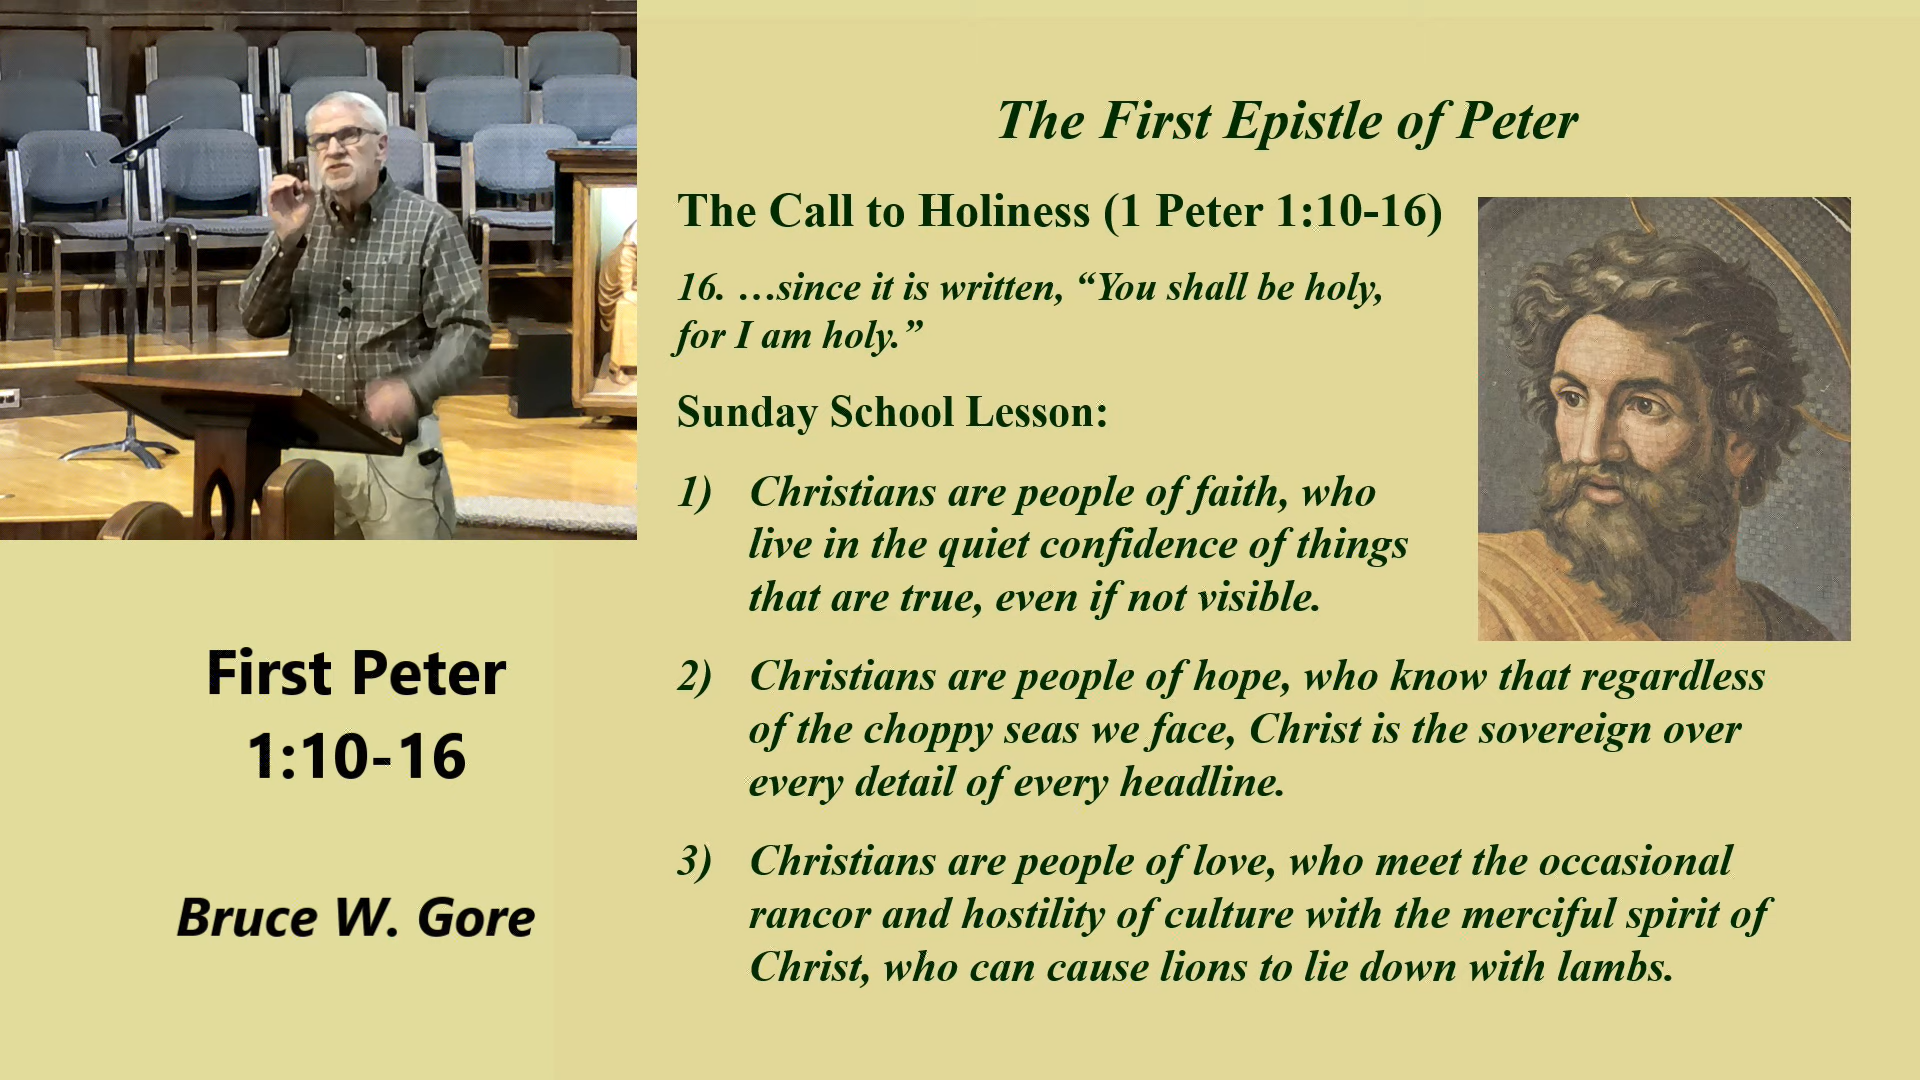 The First Epistle of Peter
The Call to Holiness (1 Peter 1:10-16)
16. …since it is written, “You shall be holy,
for I am holy.”
Sunday School Lesson:
1) Christians are people of faith, who
live in the quiet confidence of things
that are true, even if not visible.
2) Christians are people of hope, who know that regardless
of the choppy seas we face, Christ is the sovereign over
every detail of every headline.
3) Christians are people of love, who meet the occasional
rancor and hostility of culture with the merciful spirit of
Christ, who can cause lions to lie down with lambs.
First Peter
1:10-16
Bruce W. Gore